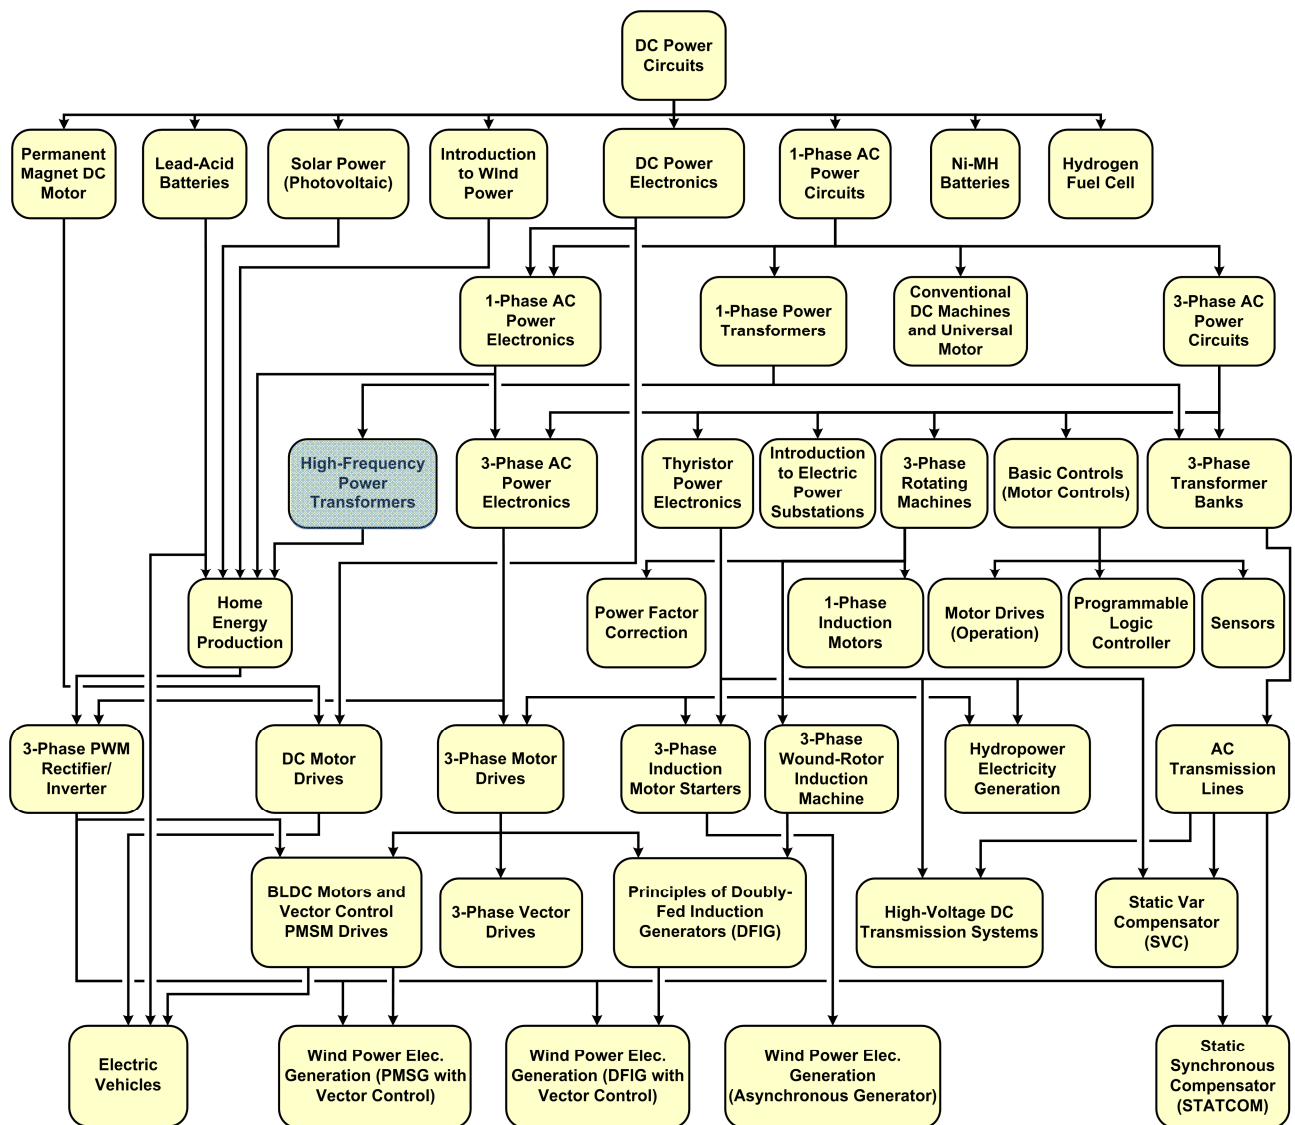 DC Power
Circuits
Permanent
Magnet DC
Motor
Lead-Acid
Batteries
Solar Power
(Photovoltaic)
Introduction
to Wind
Power
DC Power
Electronics
1-Phase AC
Power
Circuits
Ni-MH
Batteries
Hydrogen
Fuel Cell
1-Phase AC
Power
Electronics
1-Phase Power
Transformers
Conventional
DC Machines
and Universal
Motor
3-Phase AC
Power
Circuits
High-Frequency
Power
Transformers
3-Phase AC
Power
Electronics
Thyristor
Power
Electronics
Introduction
to Electric
Power
Substations
3-Phase
Rotating
Machines
Basic Controls
(Motor Controls)
3-Phase
Transformer
Banks
Home
Energy
Production
Power Factor
Correction
1-Phase
Induction
Motors
Motor Drives
(Operation)
Programmable
Logic
Controller
Sensors
3-Phase PWM
Rectifier/
Inverter
DC Motor
Drives
3-Phase Motor
Drives
3-Phase
Induction
Motor Starters
3-Phase
Wound-Rotor
Induction
Machine
Hydropower
Electricity
Generation
AC
Transmission
Lines
BLDC Motors and
Vector Control
PMSM Drives
3-Phase Vector
Drives
Principles of Doubly-
Fed Induction
Generators (DFIG)
High-Voltage DC
Transmission Systems
Static Var
Compensator
(SVC)
Electric
Vehicles
Wind Power Elec.
Generation (PMSG with
Vector Control)
Wind Power Elec.
Generation (DFIG with
Vector Control)
Wind Power Elec.
Generation
(Asynchronous Generator)
Static
Synchronous
Compensator
(STATCOM)